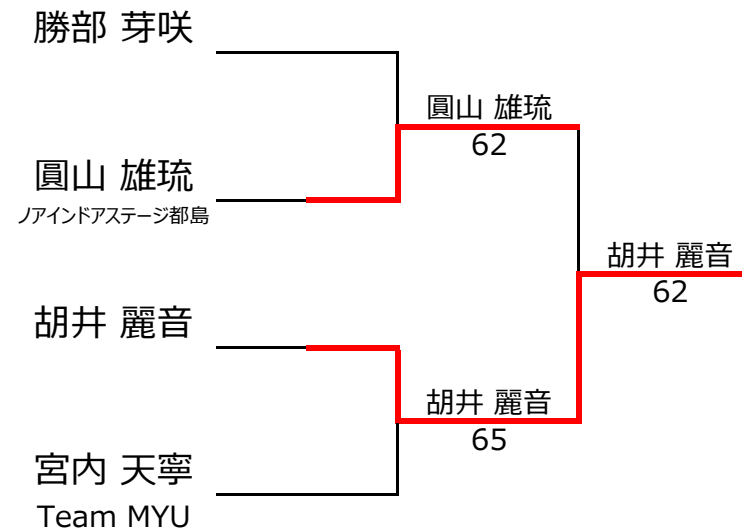 勝部 芽咲
圓山 雄琉
62
圓山 雄琉
ノアインドアステージ都島
胡井 麗音
62
胡井 麗音
胡井 麗音
65
宮内 天寧
Team MYU